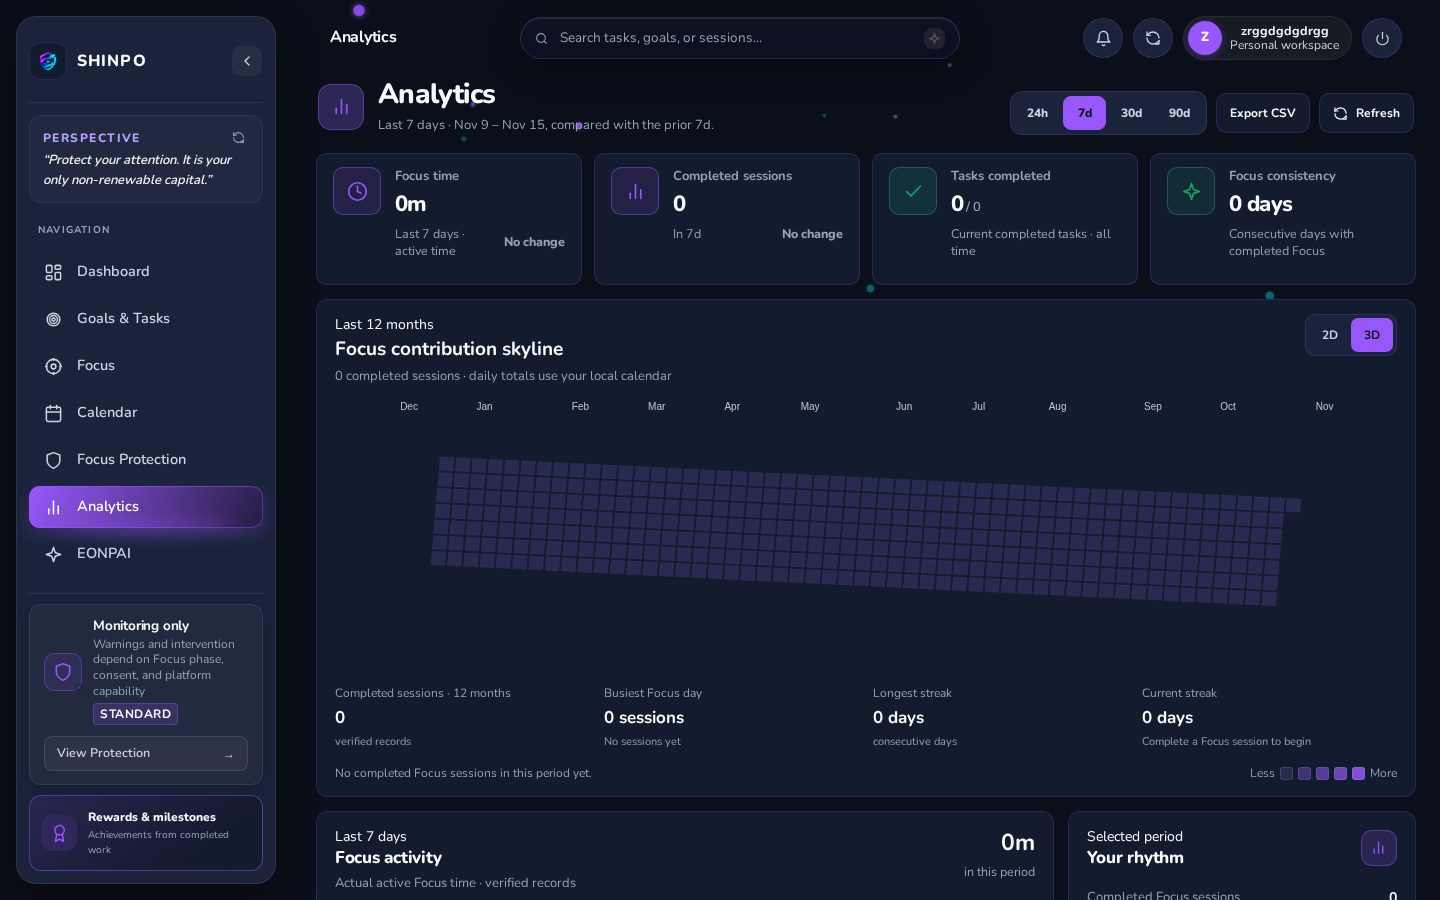 SHINPO
PERSPECTIVE
“Protect your attention. It is your
only non-renewable capital.”
NAVIGATION
Dashboard
Goals & Tasks
Focus
Calendar
Focus Protection
Analytics
EONPAI
Monitoring only
Warnings and intervention
depend on Focus phase,
consent, and platform
capability
STANDARD
View Protection →
Rewards & milestones
Achievements from completed
work
Analytics
Search tasks, goals, or sessions...
Z
zrggdgdgdrgg
Personal workspace
Analytics
Last 7 days · Nov 9 – Nov 15, compared with the prior 7d.
24h 7d 30d 90d
Export CSV
Refresh
Focus time
0m
Last 7 days ·
active time
No change
Completed sessions
0
In 7d
No change
Tasks completed
0 / 0
Current completed tasks · all
time
Focus consistency
0 days
Consecutive days with
completed Focus
Last 12 months
Focus contribution skyline
0 completed sessions · daily totals use your local calendar
2D 3D
Dec Jan Feb Mar Apr May Jun Jul Aug Sep Oct Nov
Completed sessions · 12 months
0
verified records
Busiest Focus day
0 sessions
No sessions yet
Longest streak
0 days
consecutive days
Current streak
0 days
Complete a Focus session to begin
No completed Focus sessions in this period yet.
Less More
Last 7 days
Focus activity
Actual active Focus time · verified records
0m
in this period
Selected period
Your rhythm
Completed Focus sessions 0